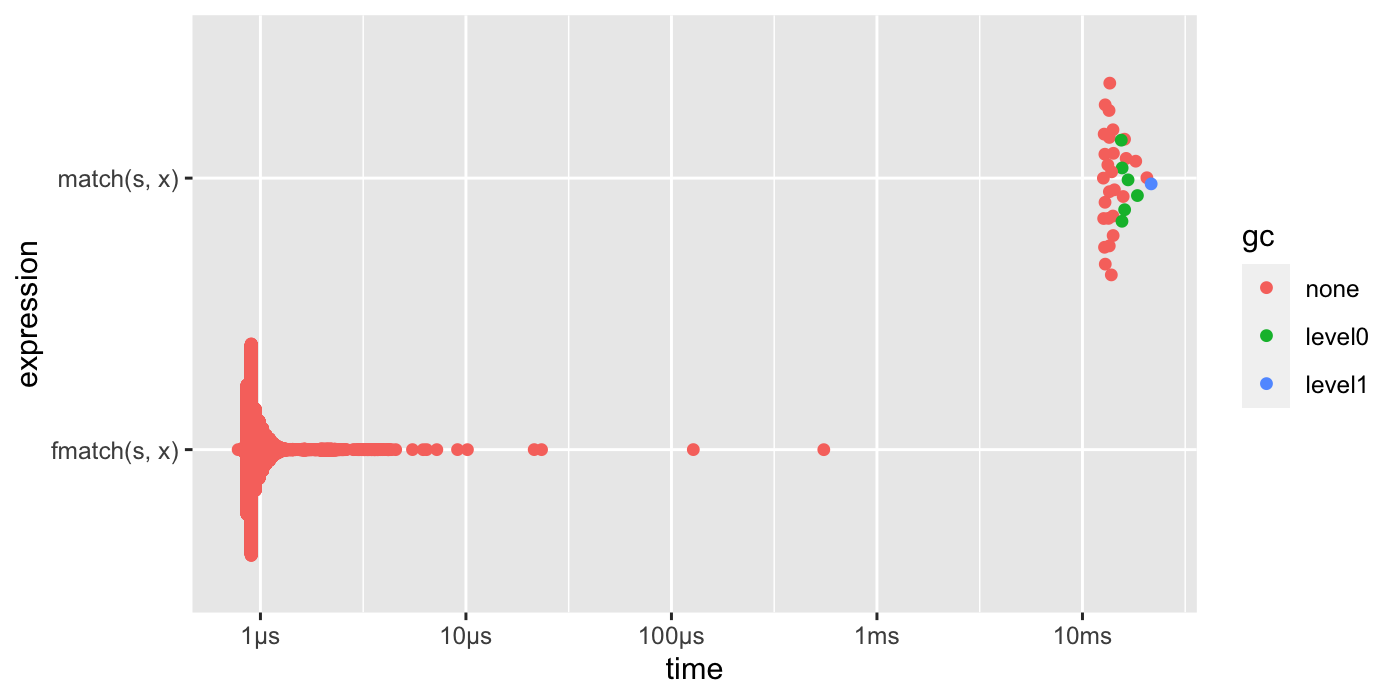 expression
match(s, x)
fmatch(s, x)
1µs
10µs
100µs
1ms
10ms
time
gc
none
level0
level1